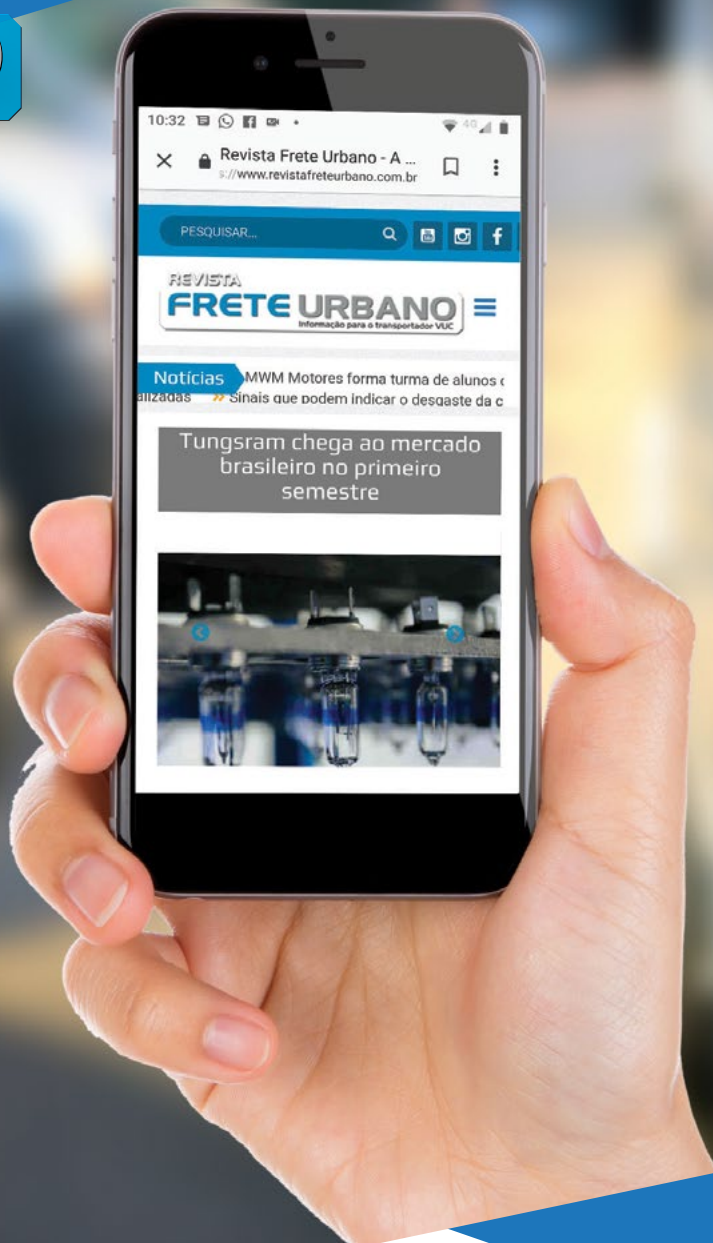 10:32
4G
Revista Frete Urbano - A ...
s://www.revistafreteurbano.com.br
PESQUISAR...
REVISTA
FRETE URBANO
Informação para o transportador VUC
Notícias
MWM Motores forma turma de alunos
alizadas » Sinais que podem indicar o desgaste da
Tungsram chega ao mercado
brasileiro no primeiro
semestre